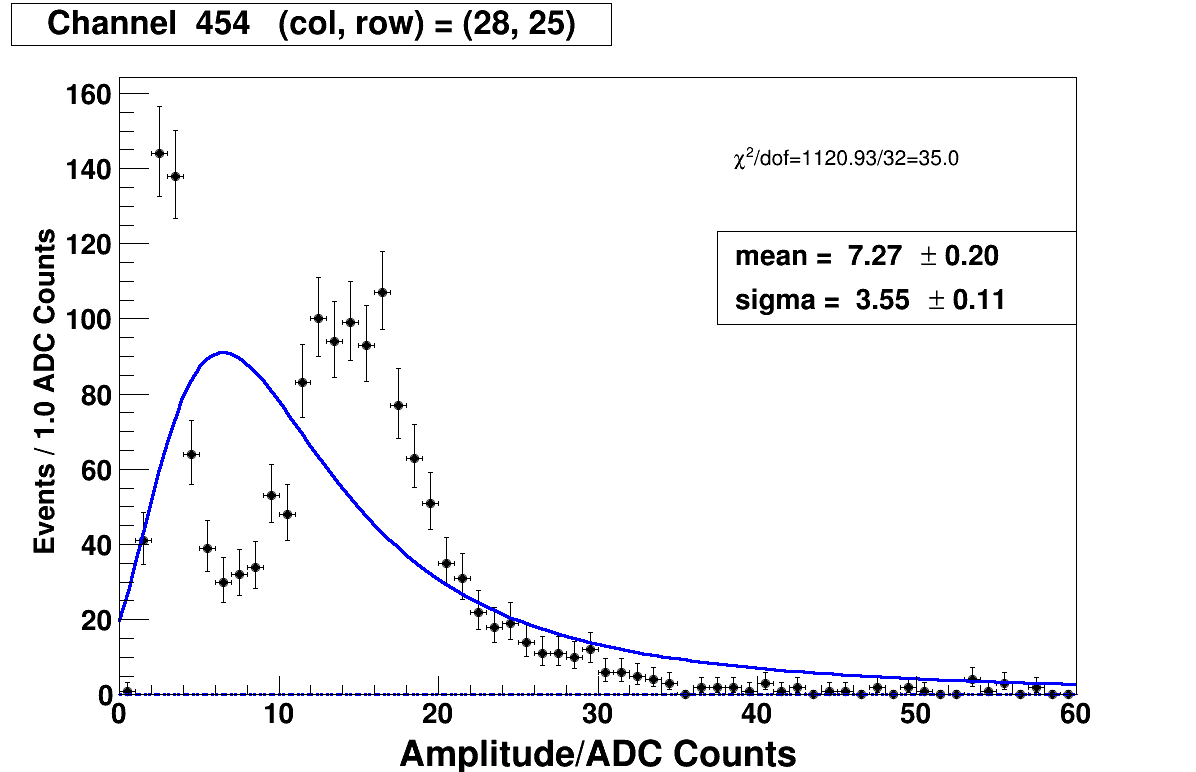 Channel 454 (col, row) = (28, 25)
χ²/dof=1120.93/32=35.0
mean = 7.27 ± 0.20
sigma = 3.55 ± 0.11
Events / 1.0 ADC Counts
160
140
120
100
80
60
40
20
0
0 10 20 30 40 50 60
Amplitude/ADC Counts